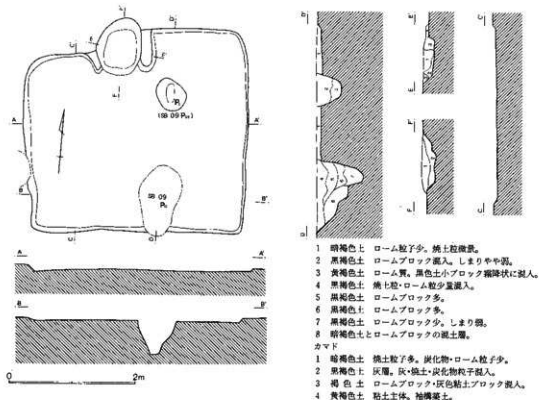 A
A'
B
B'
C
C'
D
D'
E
E'
F
F'
P₁
(SB 09 P₁₀)
SB 09
A
A'
B
B'
0 2m
1 暗褐色土 ローム粒子少。焼土粒微量。
2 黒褐色土 ロームブロック混入。しまりやや弱。
3 黄褐色土 ローム質。黒色土小ブロック霜降状に混入。
4 黒褐色土 焼土粒・ローム粒少量混入。
5 黒褐色土 ロームブロック多。
6 黒褐色土 ロームブロック多。
7 黒褐色土 ロームブロック少。しまり弱。
8 暗褐色土とロームブロックの混土層。
カマド
1 暗褐色土 焼土粒子多。炭化物・ローム粒子少。
2 黒褐色土 灰層。灰・焼土・炭化物粒子混入。
3 褐色土 ロームブロック・灰色粘土ブロック混入。
4 黄褐色土 粘土主体。袖構築土。